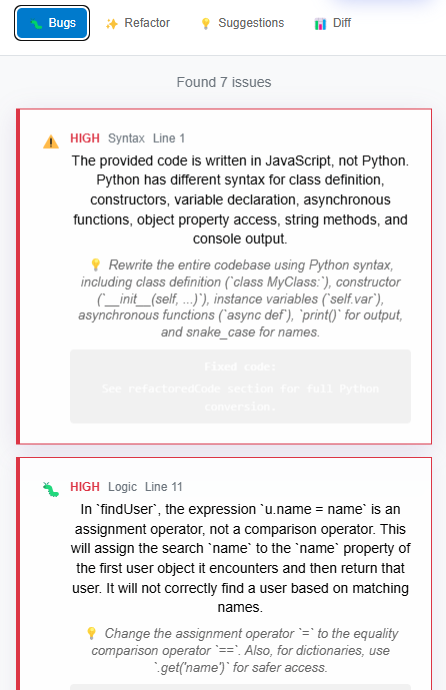 Bugs Refactor Suggestions Diff
Found 7 issues
HIGH Syntax Line 1
The provided code is written in JavaScript, not Python.
Python has different syntax for class definition,
constructors, variable declaration, asynchronous
functions, object property access, string methods, and
console output.
Rewrite the entire codebase using Python syntax,
including class definition (`class MyClass:`), constructor
(`__init__(self, ...)`), instance variables (`self.var`),
asynchronous functions (`async def`), `print()` for output,
and snake_case for names.
Fixed code:
See refactoredCode section for full Python
conversion.
HIGH Logic Line 11
In `findUser`, the expression `u.name = name` is an
assignment operator, not a comparison operator. This
will assign the search `name` to the `name` property of
the first user object it encounters and then return that
user. It will not correctly find a user based on matching
names.
Change the assignment operator `=` to the equality
comparison operator `==`. Also, for dictionaries, use
`.get('name')` for safer access.